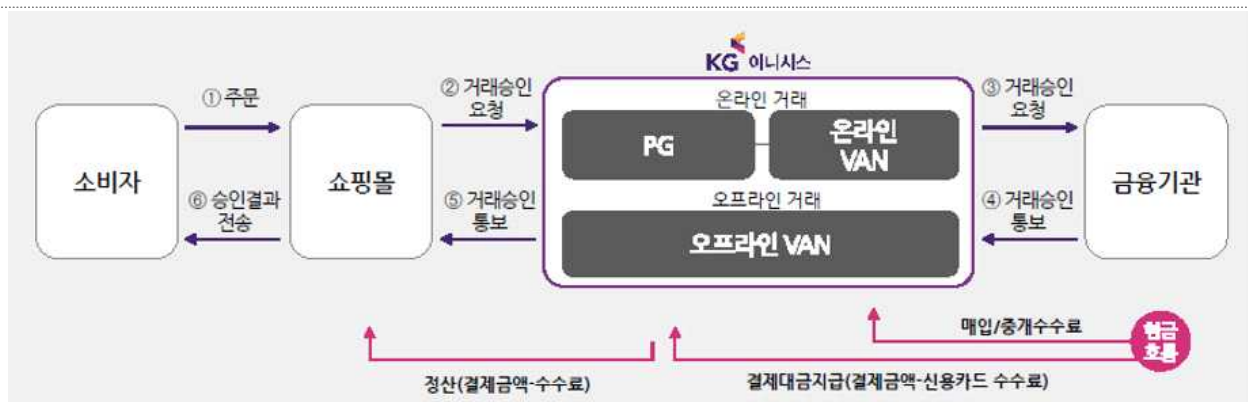 KG 이니시스
① 주문
② 거래승인
요청
온라인 거래
③ 거래승인
요청
PG
온라인
VAN
소비자
쇼핑몰
금융기관
⑥ 승인결과
전송
⑤ 거래승인
통보
오프라인 거래
④ 거래승인
통보
오프라인 VAN
매입/중개수수료
현금
흐름
정산(결제금액-수수료)
결제대금지급(결제금액-신용카드 수수료)